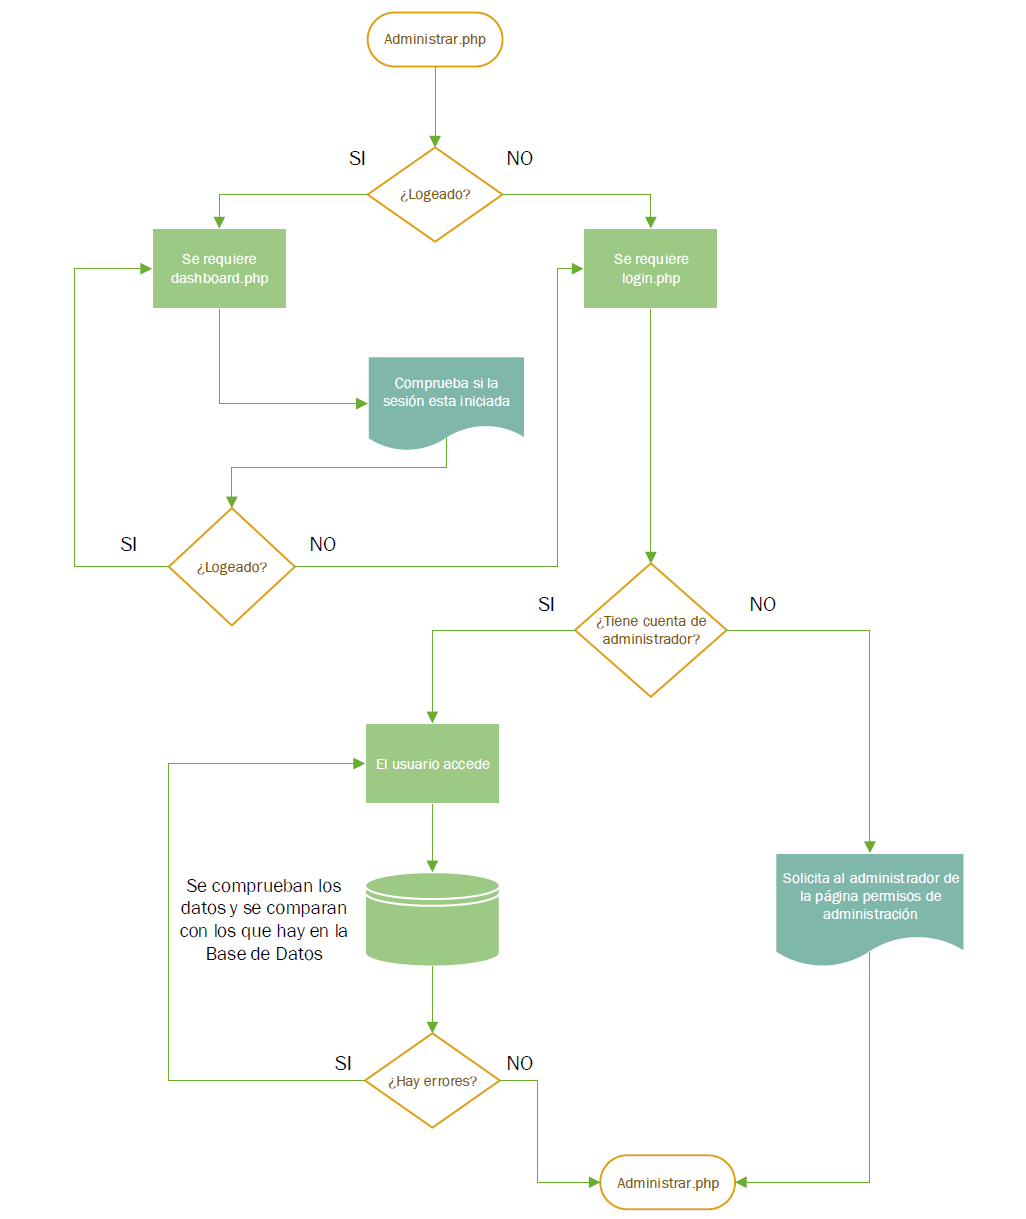 Administrar.php
SI
NO
¿Logeado?
Se requiere
dashboard.php
Se requiere
login.php
Comprueba si la
sesión esta iniciada
SI
NO
¿Logeado?
SI
NO
¿Tiene cuenta de
administrador?
El usuario accede
Se comprueban los
datos y se comparan
con los que hay en la
Base de Datos
Solicita al administrador de
la página permisos de
administración
SI
NO
¿Hay errores?
Administrar.php